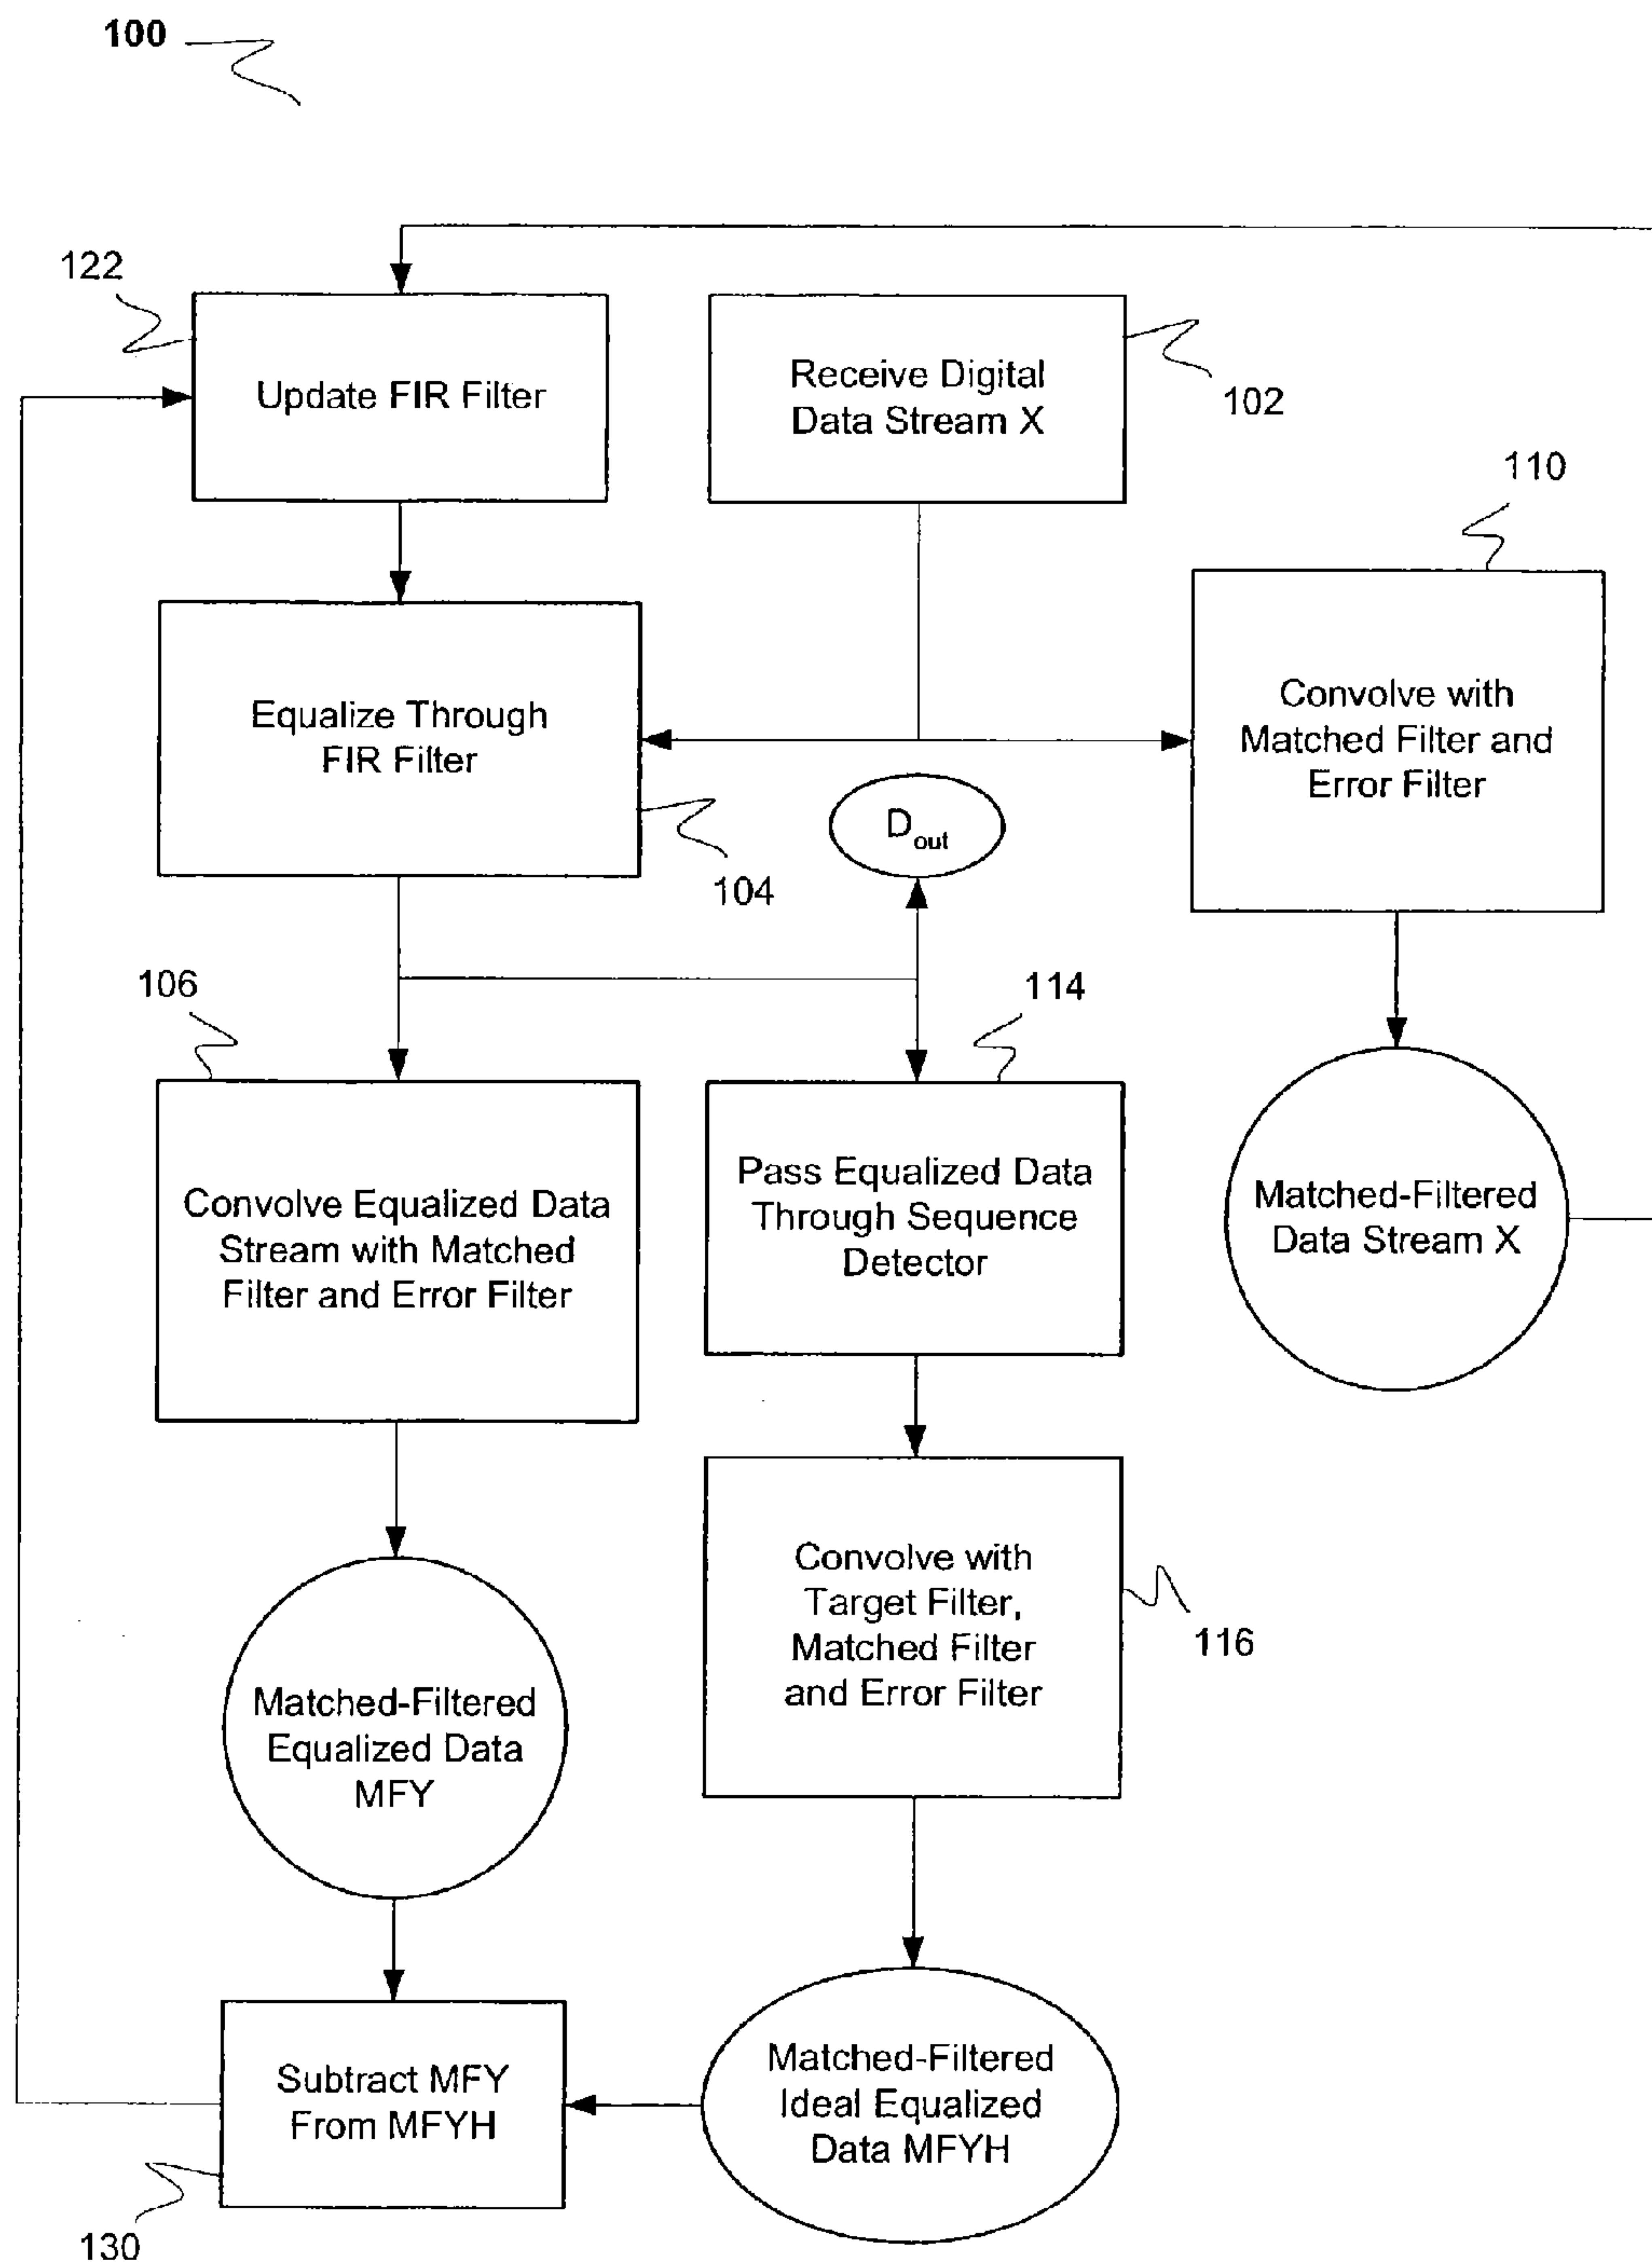 100
122
Update FIR Filter
Receive Digital
Data Stream X
102
110
Equalize Through
FIR Filter
104
Convolve with
Matched Filter and
Error Filter
Dout
106
114
Convolve Equalized Data
Stream with Matched
Filter and Error Filter
Pass Equalized Data
Through Sequence
Detector
Matched-Filtered
Data Stream X
Convolve with
Target Filter,
Matched Filter
and Error Filter
116
Matched-Filtered
Equalized Data
MFY
Subtract MFY
From MFYH
Matched-Filtered
Ideal Equalized
Data MFYH
130